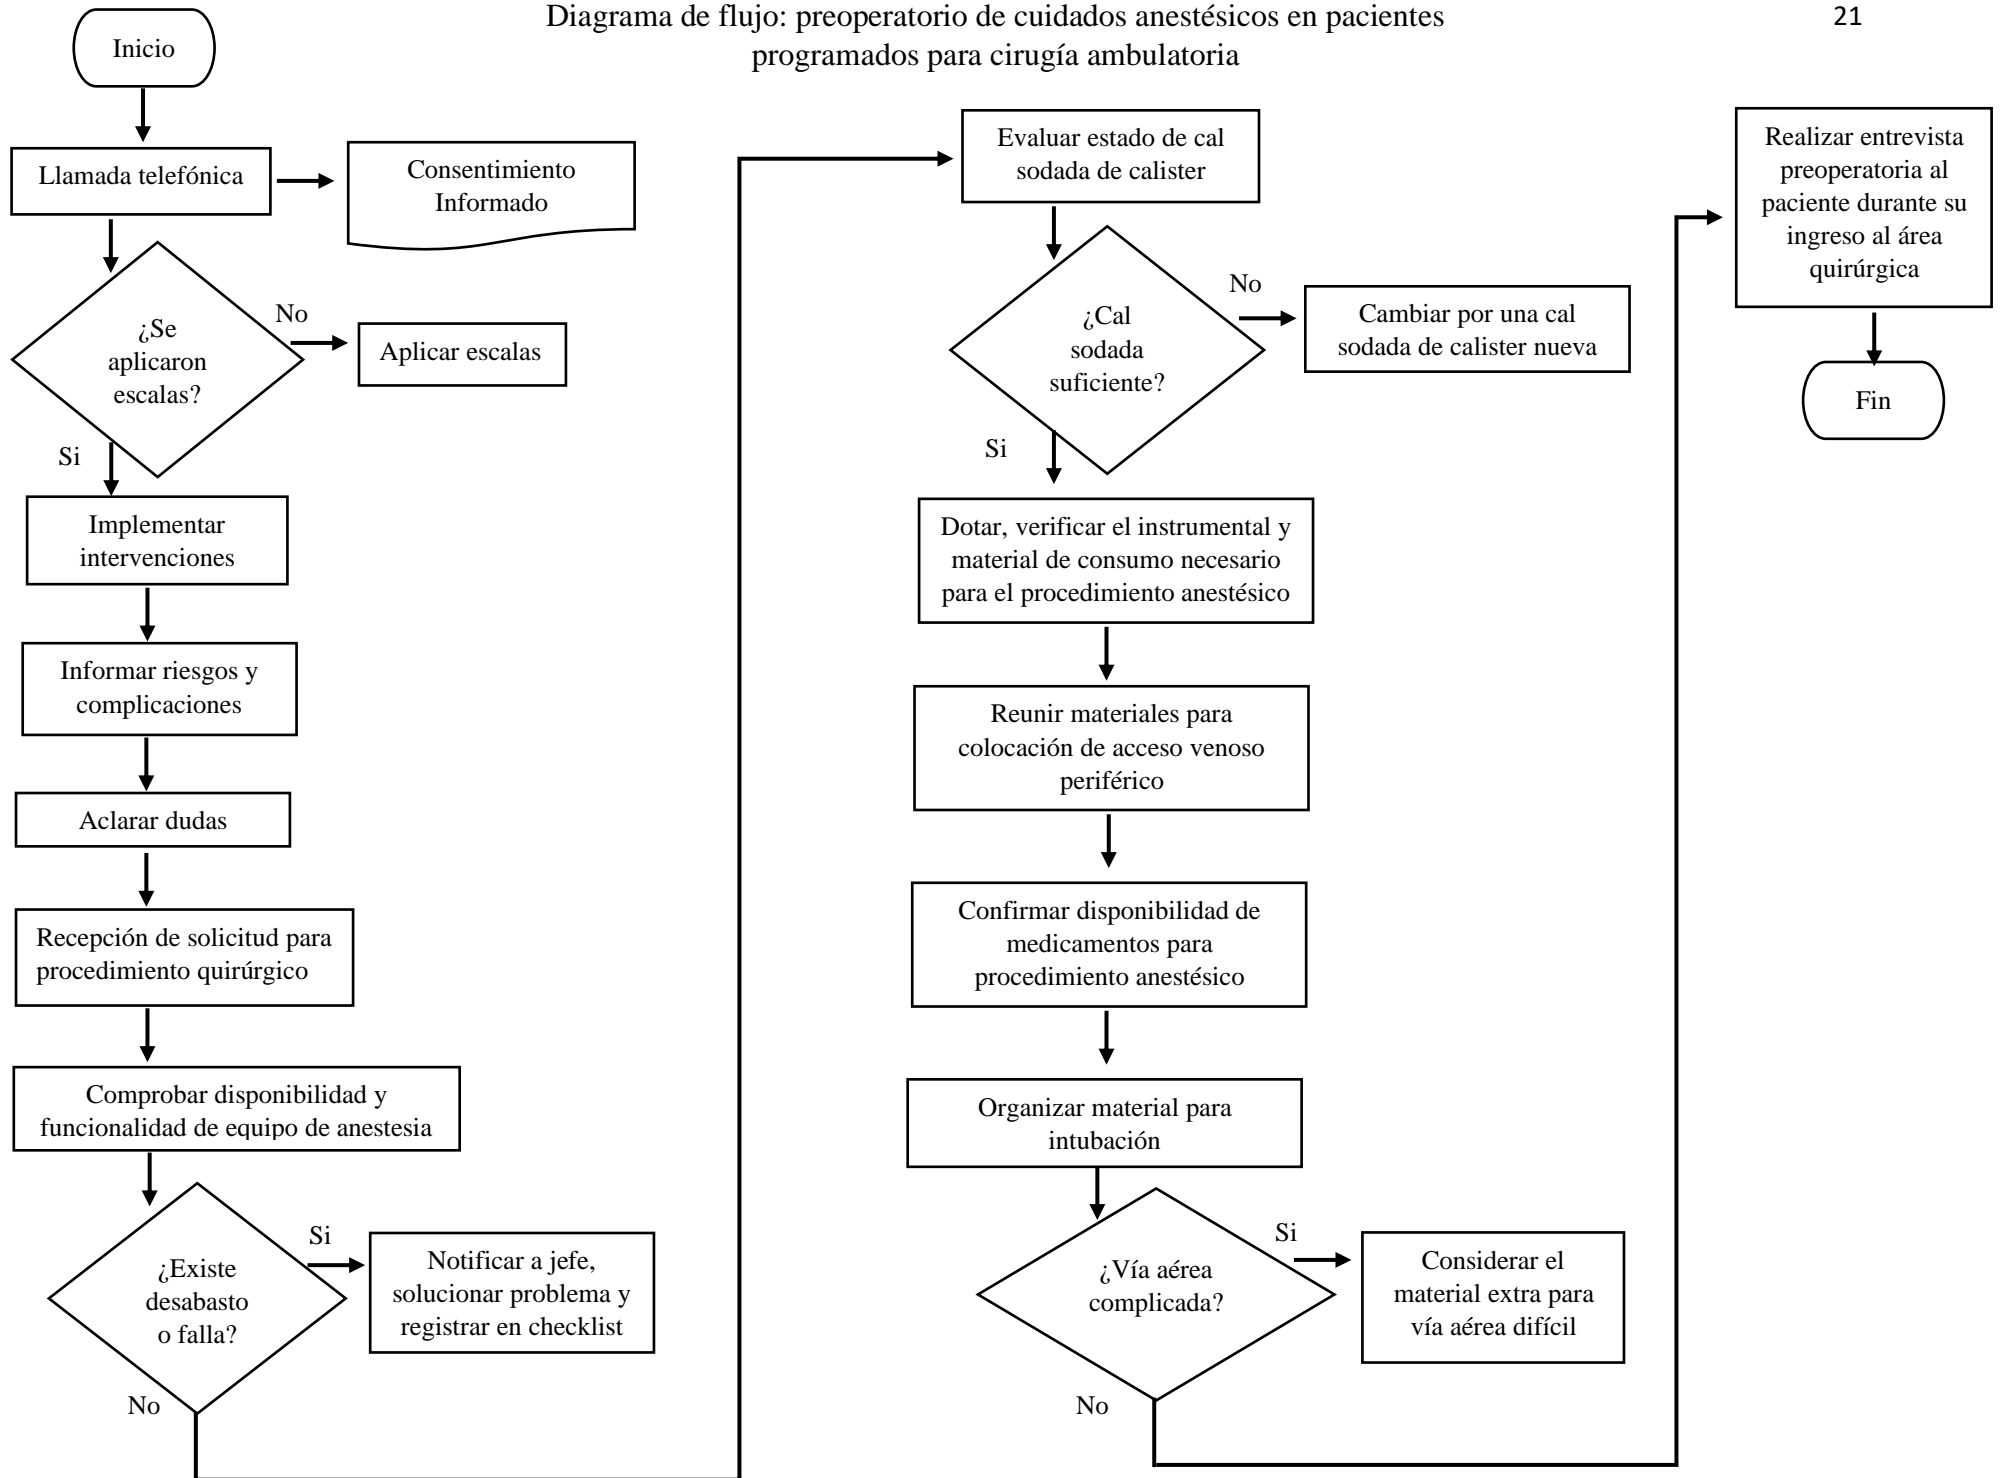 Diagrama de flujo: preoperatorio de cuidados anestésicos en pacientes
programados para cirugía ambulatoria
21
Inicio
Llamada telefónica
Consentimiento
Informado
¿Se
aplicaron
escalas?
No
Aplicar escalas
Si
Implementar
intervenciones
Informar riesgos y
complicaciones
Aclarar dudas
Recepción de solicitud para
procedimiento quirúrgico
Comprobar disponibilidad y
funcionalidad de equipo de anestesia
¿Existe
desabasto
o falla?
Si
Notificar a jefe,
solucionar problema y
registrar en checklist
No
Evaluar estado de cal
sodada de calister
¿Cal
sodada
suficiente?
No
Cambiar por una cal
sodada de calister nueva
Si
Dotar, verificar el instrumental y
material de consumo necesario
para el procedimiento anestésico
Reunir materiales para
colocación de acceso venoso
periférico
Confirmar disponibilidad de
medicamentos para
procedimiento anestésico
Organizar material para
intubación
¿Vía aérea
complicada?
Si
Considerar el
material extra para
vía aérea difícil
No
Realizar entrevista
preoperatoria al
paciente durante su
ingreso al área
quirúrgica
Fin